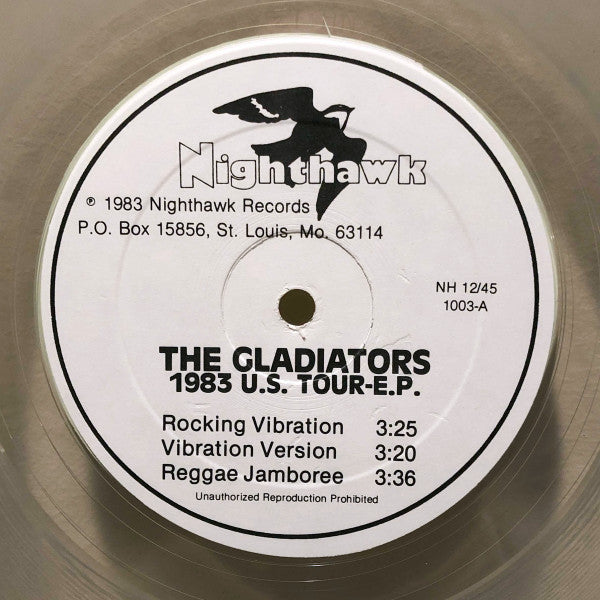 Nighthawk
℗ 1983 Nighthawk Records
P.O. Box 15856, St. Louis, Mo. 63114
NH 12/45
1003-A
THE GLADIATORS
1983 U.S. TOUR-E.P.
Rocking Vibration 3:25
Vibration Version 3:20
Reggae Jamboree 3:36
Unauthorized Reproduction Prohibited